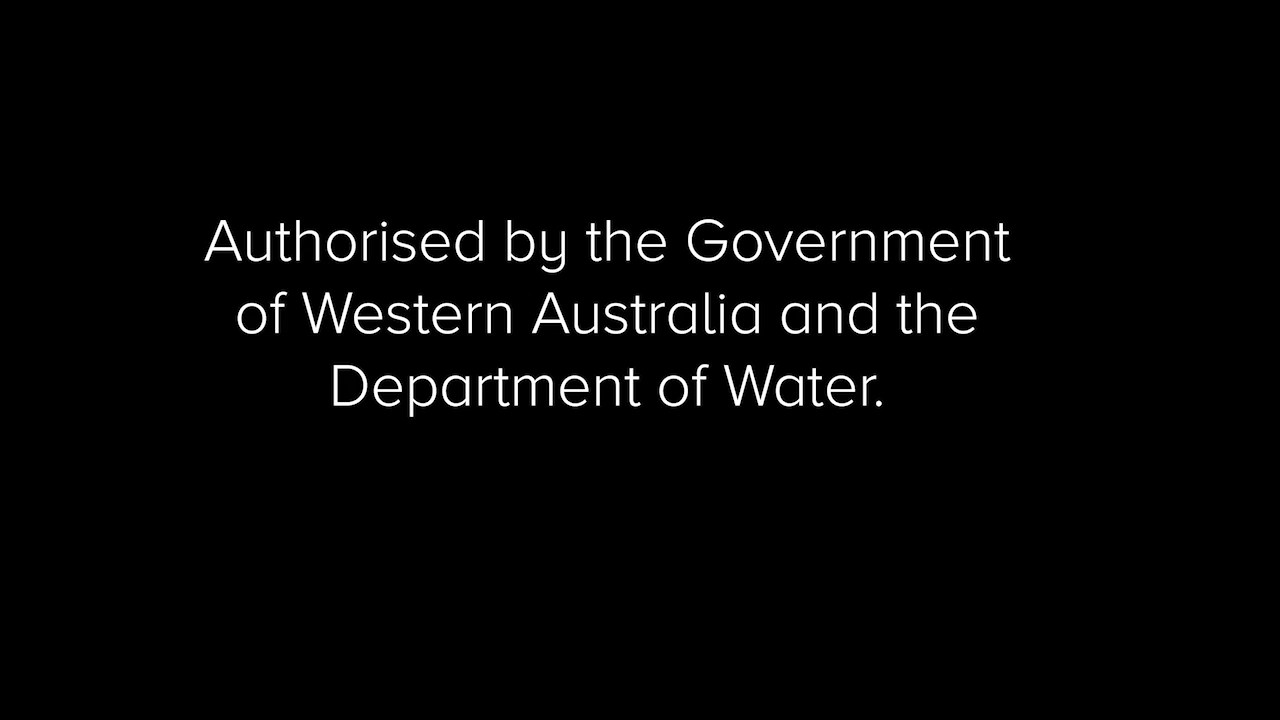 Authorised by the Government
of Western Australia and the
Department of Water.